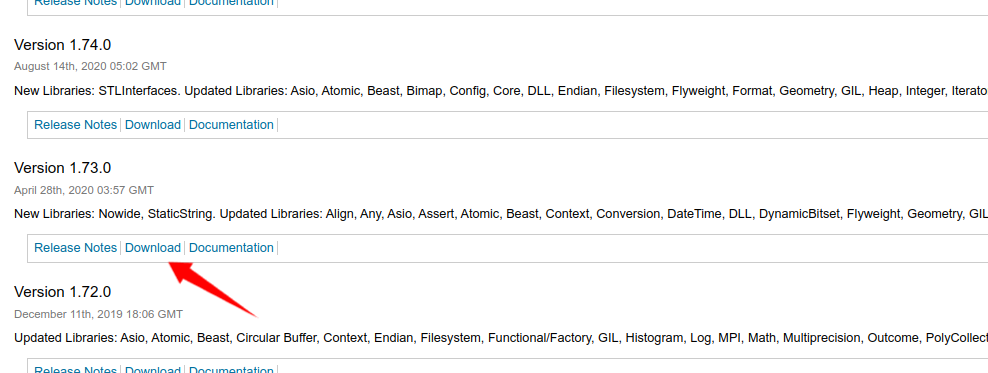 Release Notes Download Documentation
Version 1.74.0
August 14th, 2020 05:02 GMT
New Libraries: STLInterfaces. Updated Libraries: Asio, Atomic, Beast, Bimap, Config, Core, DLL, Endian, Filesystem, Flyweight, Format, Geometry, GIL, Heap, Integer, Iterato
Release Notes Download Documentation
Version 1.73.0
April 28th, 2020 03:57 GMT
New Libraries: Nowide, StaticString. Updated Libraries: Align, Any, Asio, Assert, Atomic, Beast, Context, Conversion, DateTime, DLL, DynamicBitset, Flyweight, Geometry, GIL
Release Notes Download Documentation
Version 1.72.0
December 11th, 2019 18:06 GMT
Updated Libraries: Asio, Atomic, Beast, Circular Buffer, Context, Endian, Filesystem, Functional/Factory, GIL, Histogram, Log, MPI, Math, Multiprecision, Outcome, PolyCollect
Release Notes Download Documentation